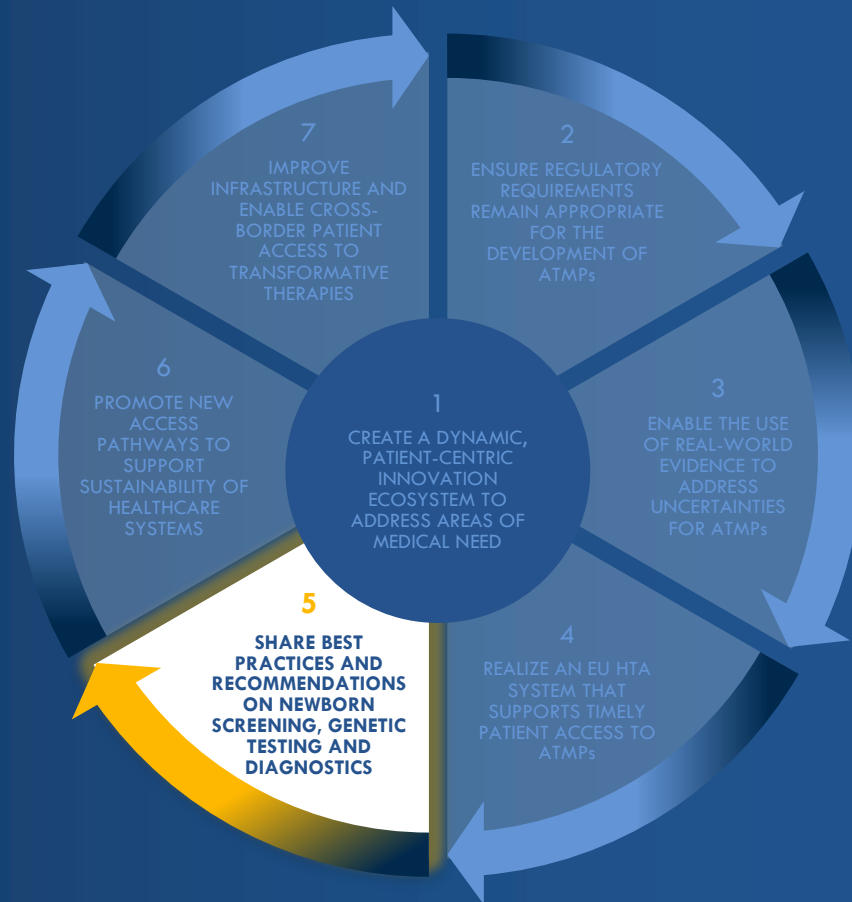 1
CREATE A DYNAMIC,
PATIENT-CENTRIC
INNOVATION
ECOSYSTEM TO
ADDRESS AREAS OF
MEDICAL NEED
2
ENSURE REGULATORY
REQUIREMENTS
REMAIN APPROPRIATE
FOR THE
DEVELOPMENT OF
ATMPs
3
ENABLE THE USE
OF REAL-WORLD
EVIDENCE TO
ADDRESS
UNCERTAINTIES
FOR ATMPs
4
REALIZE AN EU HTA
SYSTEM THAT
SUPPORTS TIMELY
PATIENT ACCESS TO
ATMPs
5
SHARE BEST
PRACTICES AND
RECOMMENDATIONS
ON NEWBORN
SCREENING, GENETIC
TESTING AND
DIAGNOSTICS
6
PROMOTE NEW
ACCESS
PATHWAYS TO
SUPPORT
SUSTAINABILITY OF
HEALTHCARE
SYSTEMS
7
IMPROVE
INFRASTRUCTURE AND
ENABLE CROSS-
BORDER PATIENT
ACCESS TO
TRANSFORMATIVE
THERAPIES